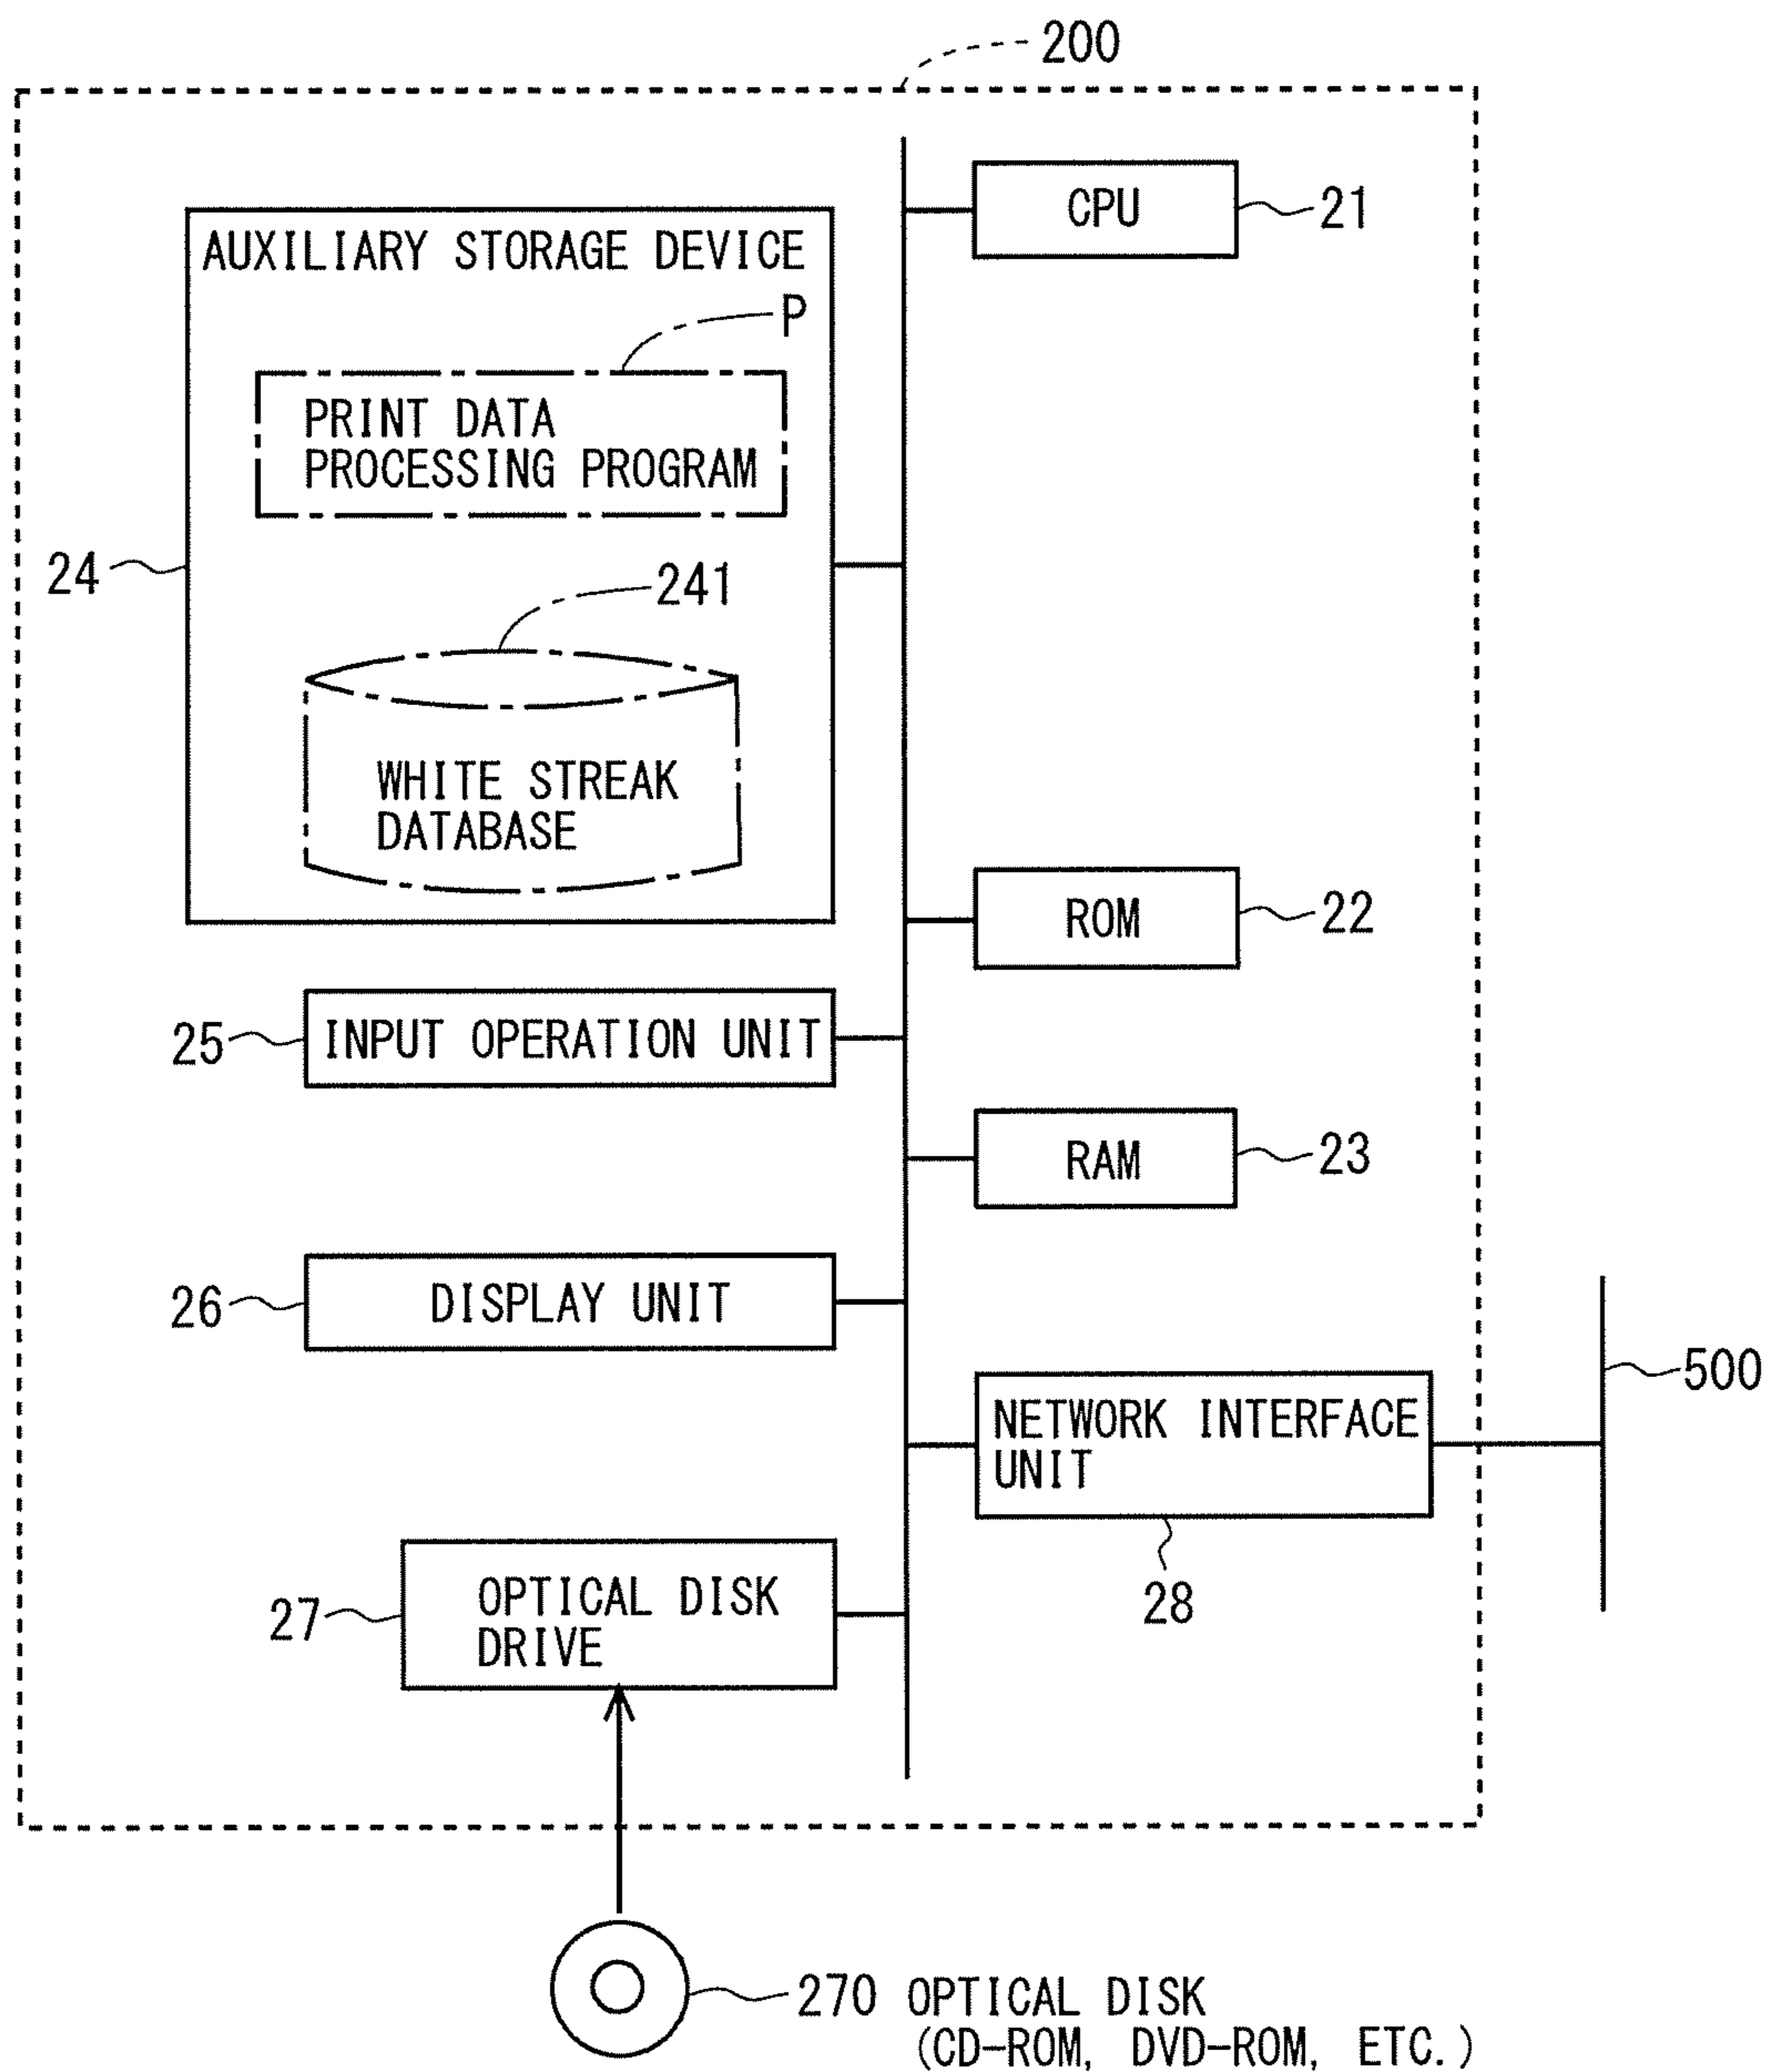 200
CPU
21
AUXILIARY STORAGE DEVICE
P
PRINT DATA
PROCESSING PROGRAM
24
241
WHITE STREAK
DATABASE
ROM
22
25
INPUT OPERATION UNIT
RAM
23
26
DISPLAY UNIT
500
NETWORK INTERFACE
UNIT
28
27
OPTICAL DISK
DRIVE
270 OPTICAL DISK
(CD-ROM, DVD-ROM, ETC.)